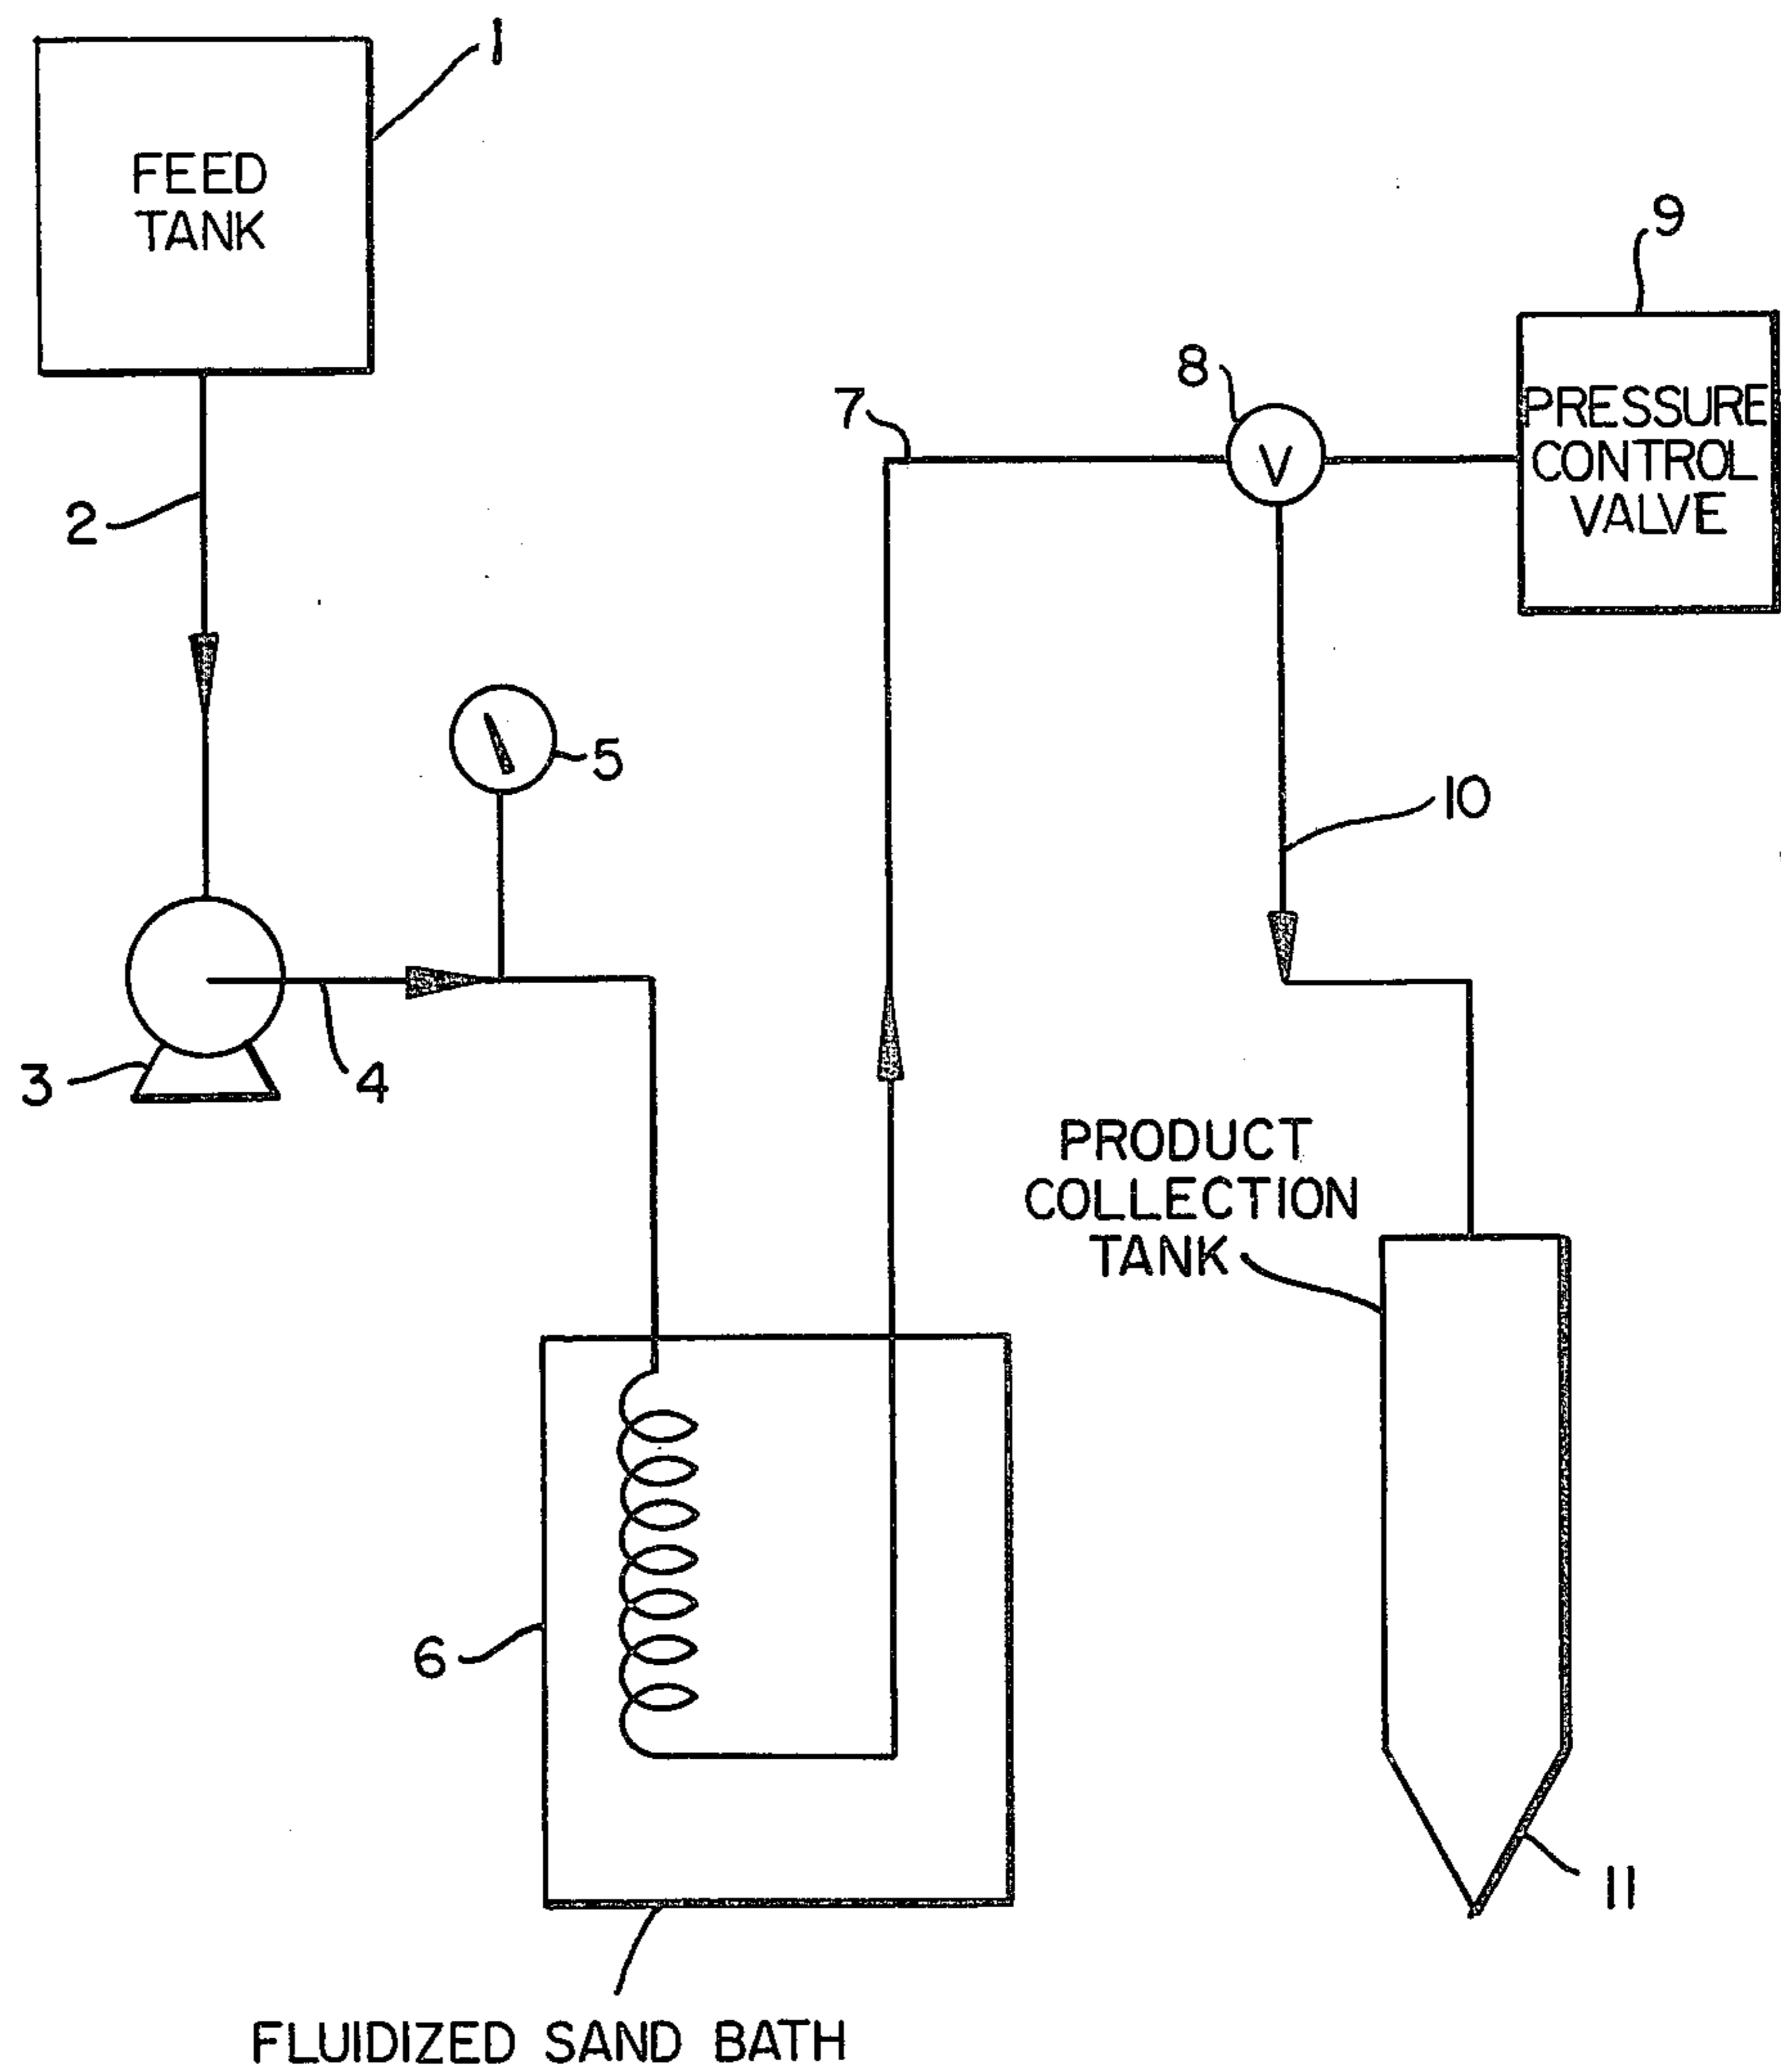 1
FEED
TANK
9
8
7
PRESSURE
CONTROL
VALVE
V
2
5
10
3
4
PRODUCT
COLLECTION
TANK
6
11
FLUIDIZED SAND BATH